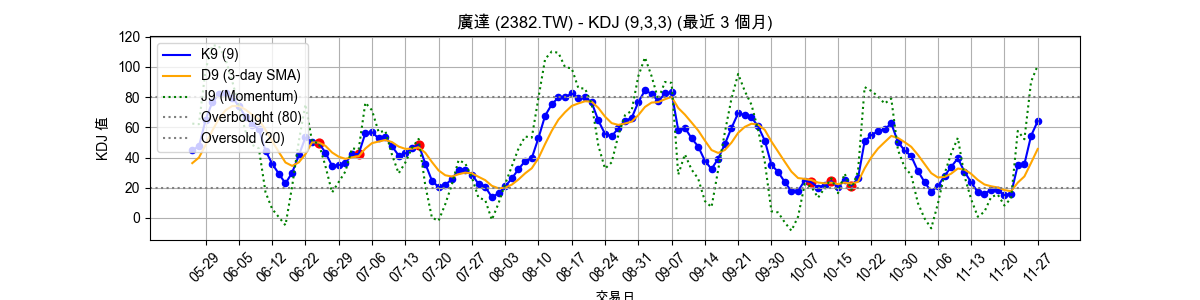 廣達 (2382.TW) - KDJ (9,3,3) (最近 3 個月)
KDJ 值
120
100
80
60
40
20
0
K9 (9)
D9 (3-day SMA)
J9 (Momentum)
Overbought (80)
Oversold (20)
05-29 06-05 06-12 06-22 06-29 07-06 07-13 07-20 07-27 08-03 08-10 08-17 08-24 08-31 09-07 09-14 09-21 09-30 10-07 10-15 10-22 10-30 11-06 11-13 11-20 11-27
交易日